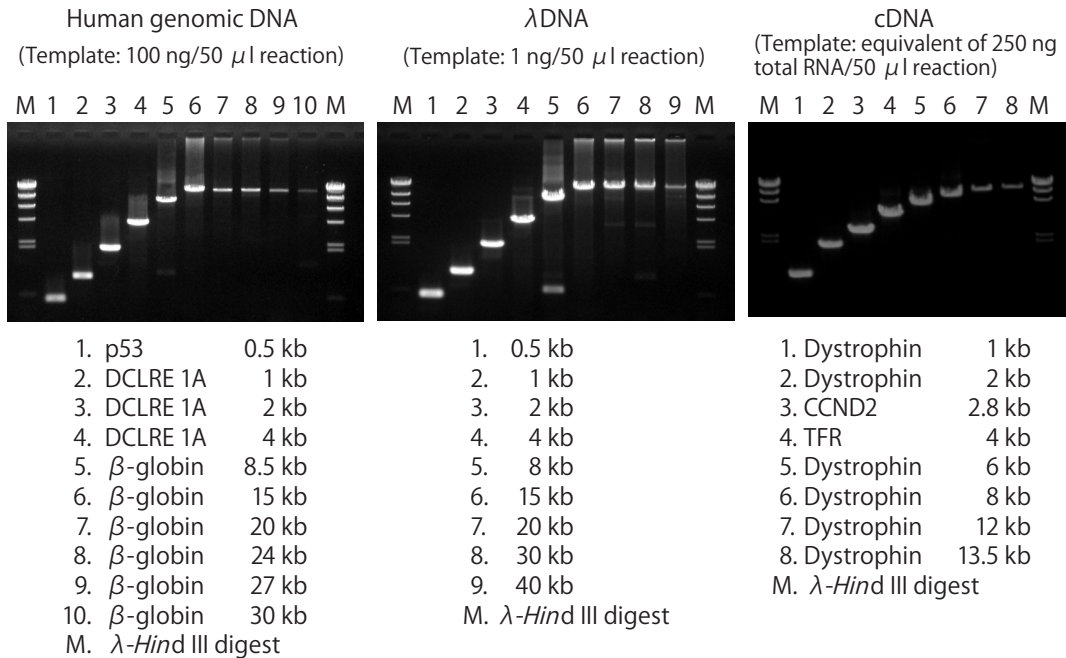 Human genomic DNA
(Template: 100 ng/50 μl reaction)
M 1 2 3 4 5 6 7 8 9 10 M
1. p53 0.5 kb
2. DCLRE 1A 1 kb
3. DCLRE 1A 2 kb
4. DCLRE 1A 4 kb
5. β-globin 8.5 kb
6. β-globin 15 kb
7. β-globin 20 kb
8. β-globin 24 kb
9. β-globin 27 kb
10. β-globin 30 kb
M. λ-Hind III digest
λDNA
(Template: 1 ng/50 μl reaction)
M 1 2 3 4 5 6 7 8 9 M
1. 0.5 kb
2. 1 kb
3. 2 kb
4. 4 kb
5. 8 kb
6. 15 kb
7. 20 kb
8. 30 kb
9. 40 kb
M. λ-Hind III digest
cDNA
(Template: equivalent of 250 ng
total RNA/50 μl reaction)
M 1 2 3 4 5 6 7 8 M
1. Dystrophin 1 kb
2. Dystrophin 2 kb
3. CCND2 2.8 kb
4. TFR 4 kb
5. Dystrophin 6 kb
6. Dystrophin 8 kb
7. Dystrophin 12 kb
8. Dystrophin 13.5 kb
M. λ-Hind III digest